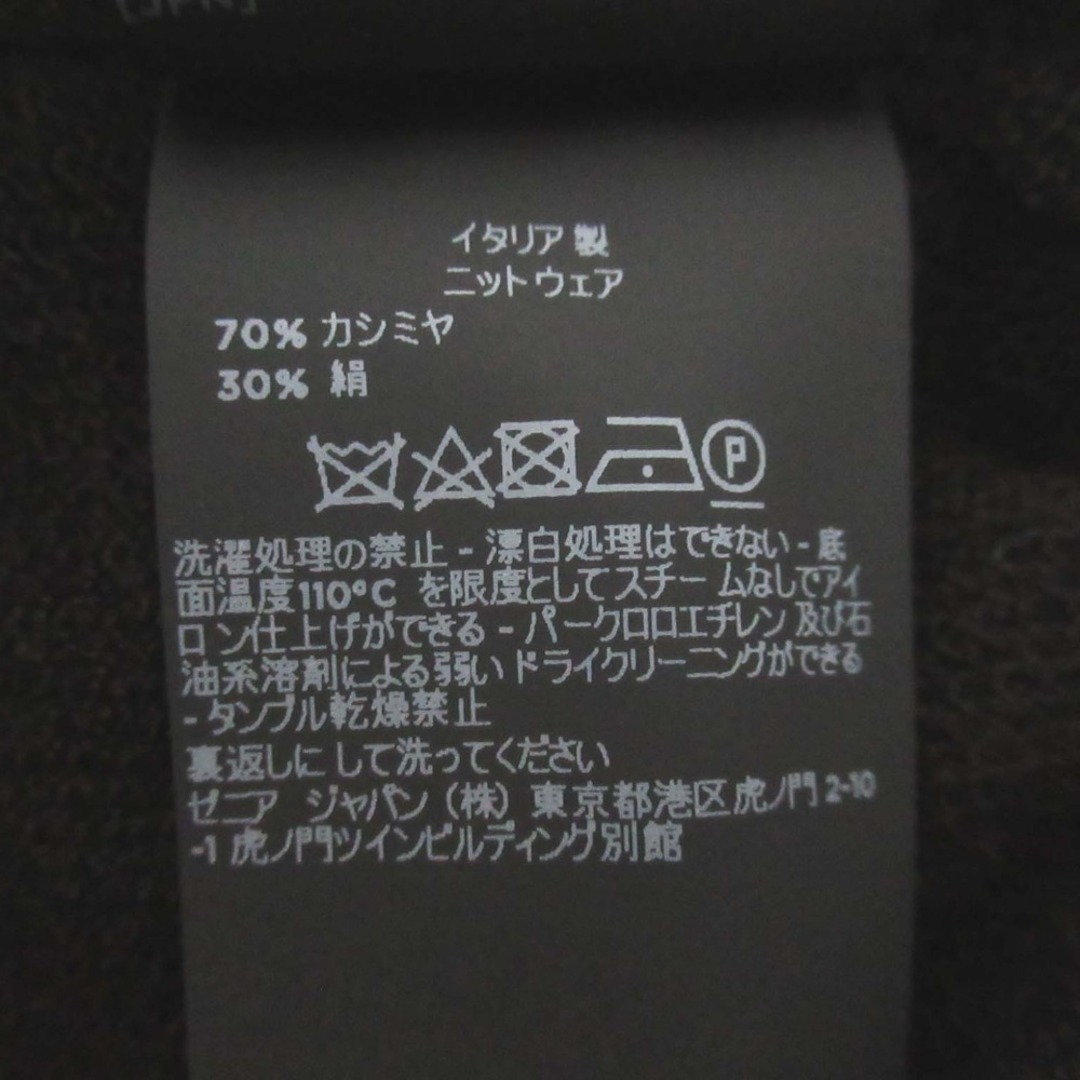 [JPN]
イタリア 製
ニットウェア
70% カシミヤ
30% 絹
P
洗濯処理の禁止 - 漂白処理はできない - 底
面温度110°C を限度としてスチームなしでアイ
ロン仕上げができる - パークロロエチレン 及び石
油系溶剤による弱い ドライクリーニングができる
- タンブル乾燥禁止
裏返しにして洗ってください
ゼニア ジャパン (株) 東京都港区虎ノ門 2-10
-1 虎ノ門ツインビルディング別館